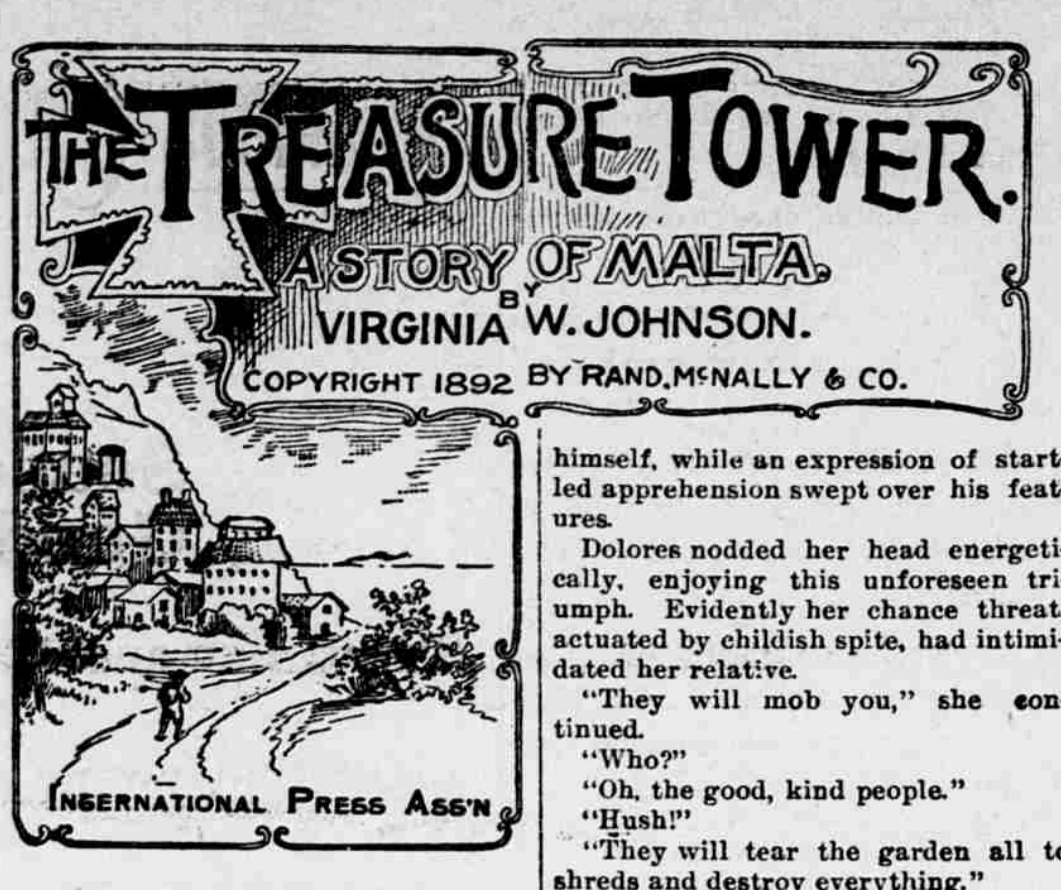 THE TREASURE TOWER.
A STORY OF MALTA.
BY
VIRGINIA W. JOHNSON.
COPYRIGHT 1892 BY RAND, McNALLY & CO.
INTERNATIONAL PRESS ASS'N
himself, while an expression of start-
led apprehension swept over his feat-
ures.
Dolores nodded her head energeti-
cally, enjoying this unforeseen tri-
umph. Evidently her chance threat,
actuated by childish spite, had intimi-
dated her relative.
"They will mob you," she con-
tinued.
"Who?"
"Oh, the good, kind people."
"Hush!"
"They will tear the garden all to
shreds and destroy everything."